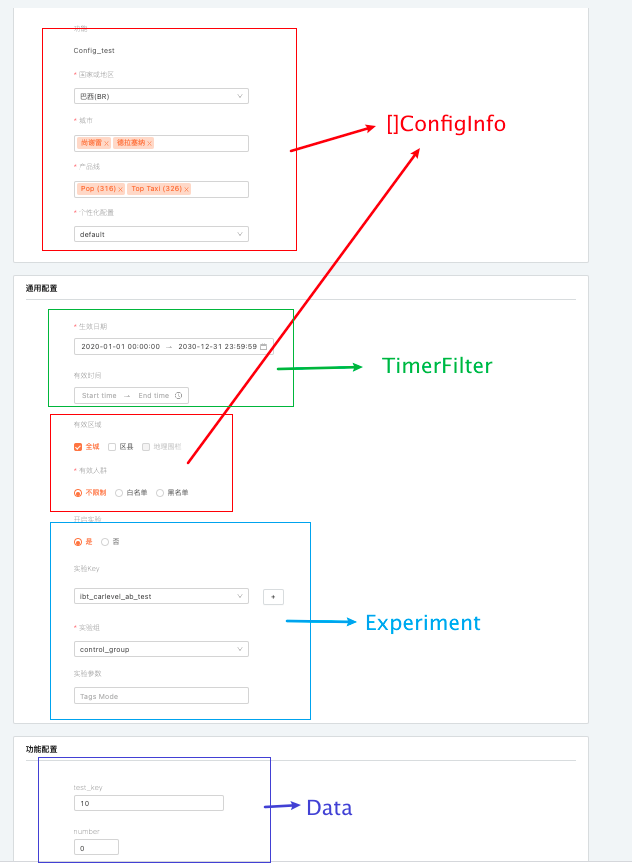 功能
Config_test
* 国家或地区
巴西(BR)
* 城市
尚谢雷 × 德拉塞纳 ×
* 产品线
Pop (316) × Top Taxi (326) ×
* 个性化配置
default
[]ConfigInfo
通用配置
* 生效日期
2020-01-01 00:00:00 → 2030-12-31 23:59:59
有效时段
Start time → End time
TimerFilter
有效区域
全城 区县 地理围栏
* 有效人群
不限制 白名单 黑名单
开启实验
是 否
实验Key
ibt_carlevel_ab_test
+
* 实验组
control_group
实验参数
Tags Mode
Experiment
功能配置
test_key
10
number
0
Data